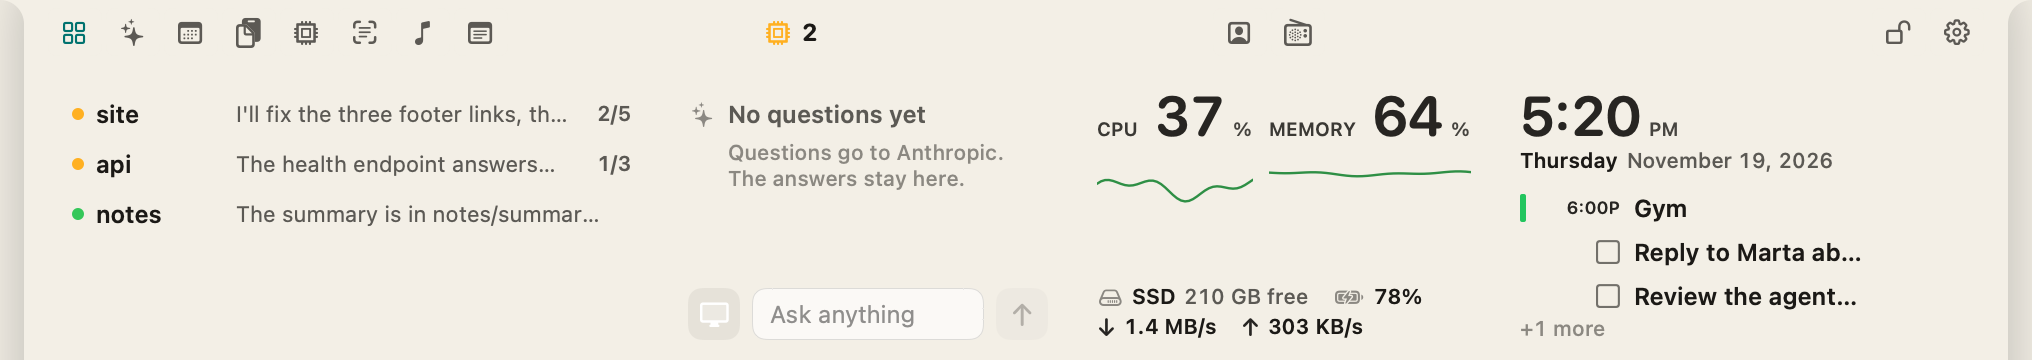 2
site I'll fix the three footer links, th... 2/5
api The health endpoint answers... 1/3
notes The summary is in notes/summar...
No questions yet
Questions go to Anthropic.
The answers stay here.
Ask anything
CPU 37 % MEMORY 64 %
SSD 210 GB free 78%
↓ 1.4 MB/s ↑ 303 KB/s
5:20 PM
Thursday November 19, 2026
6:00P Gym
Reply to Marta ab...
Review the agent...
+1 more